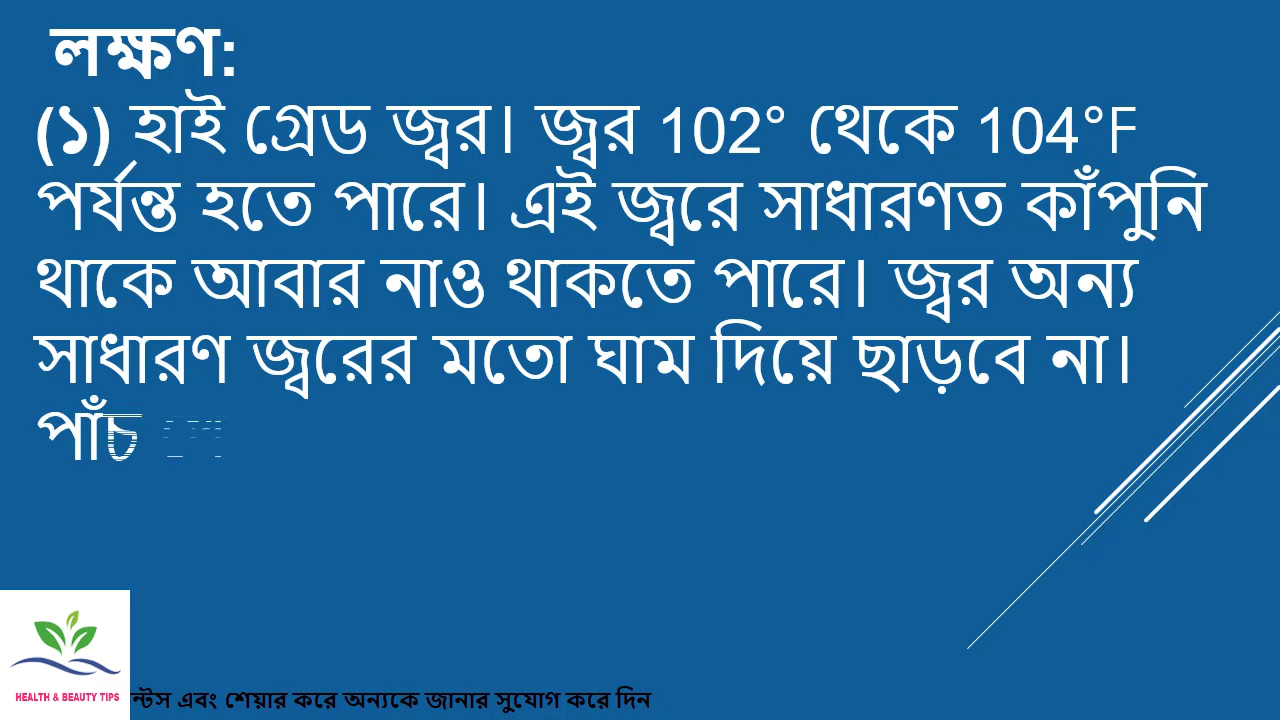 লক্ষণ:
(১) হাই গ্রেড জ্বর। জ্বর 102° থেকে 104°F
পর্যন্ত হতে পারে। এই জ্বরে সাধারণত কাঁপুনি
থাকে আবার নাও থাকতে পারে। জ্বর অন্য
সাধারণ জ্বরের মতো ঘাম দিয়ে ছাড়বে না।
পাঁচ
HEALTH & BEAUTY TIPS
এবং শেয়ার করে অন্যকে জানার সুযোগ করে দিন